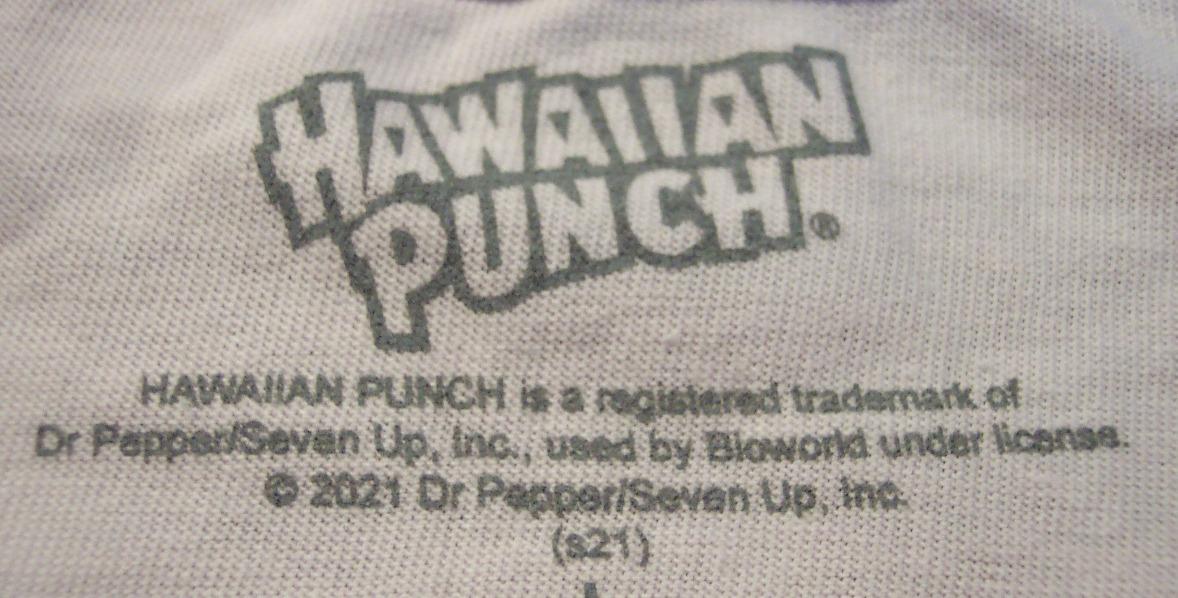 HAWAIIAN
PUNCH®
HAWAIIAN PUNCH is a registered trademark of
Dr Pepper/Seven Up, Inc., used by Bioworld under license.
© 2021 Dr Pepper/Seven Up, Inc.
(s21)